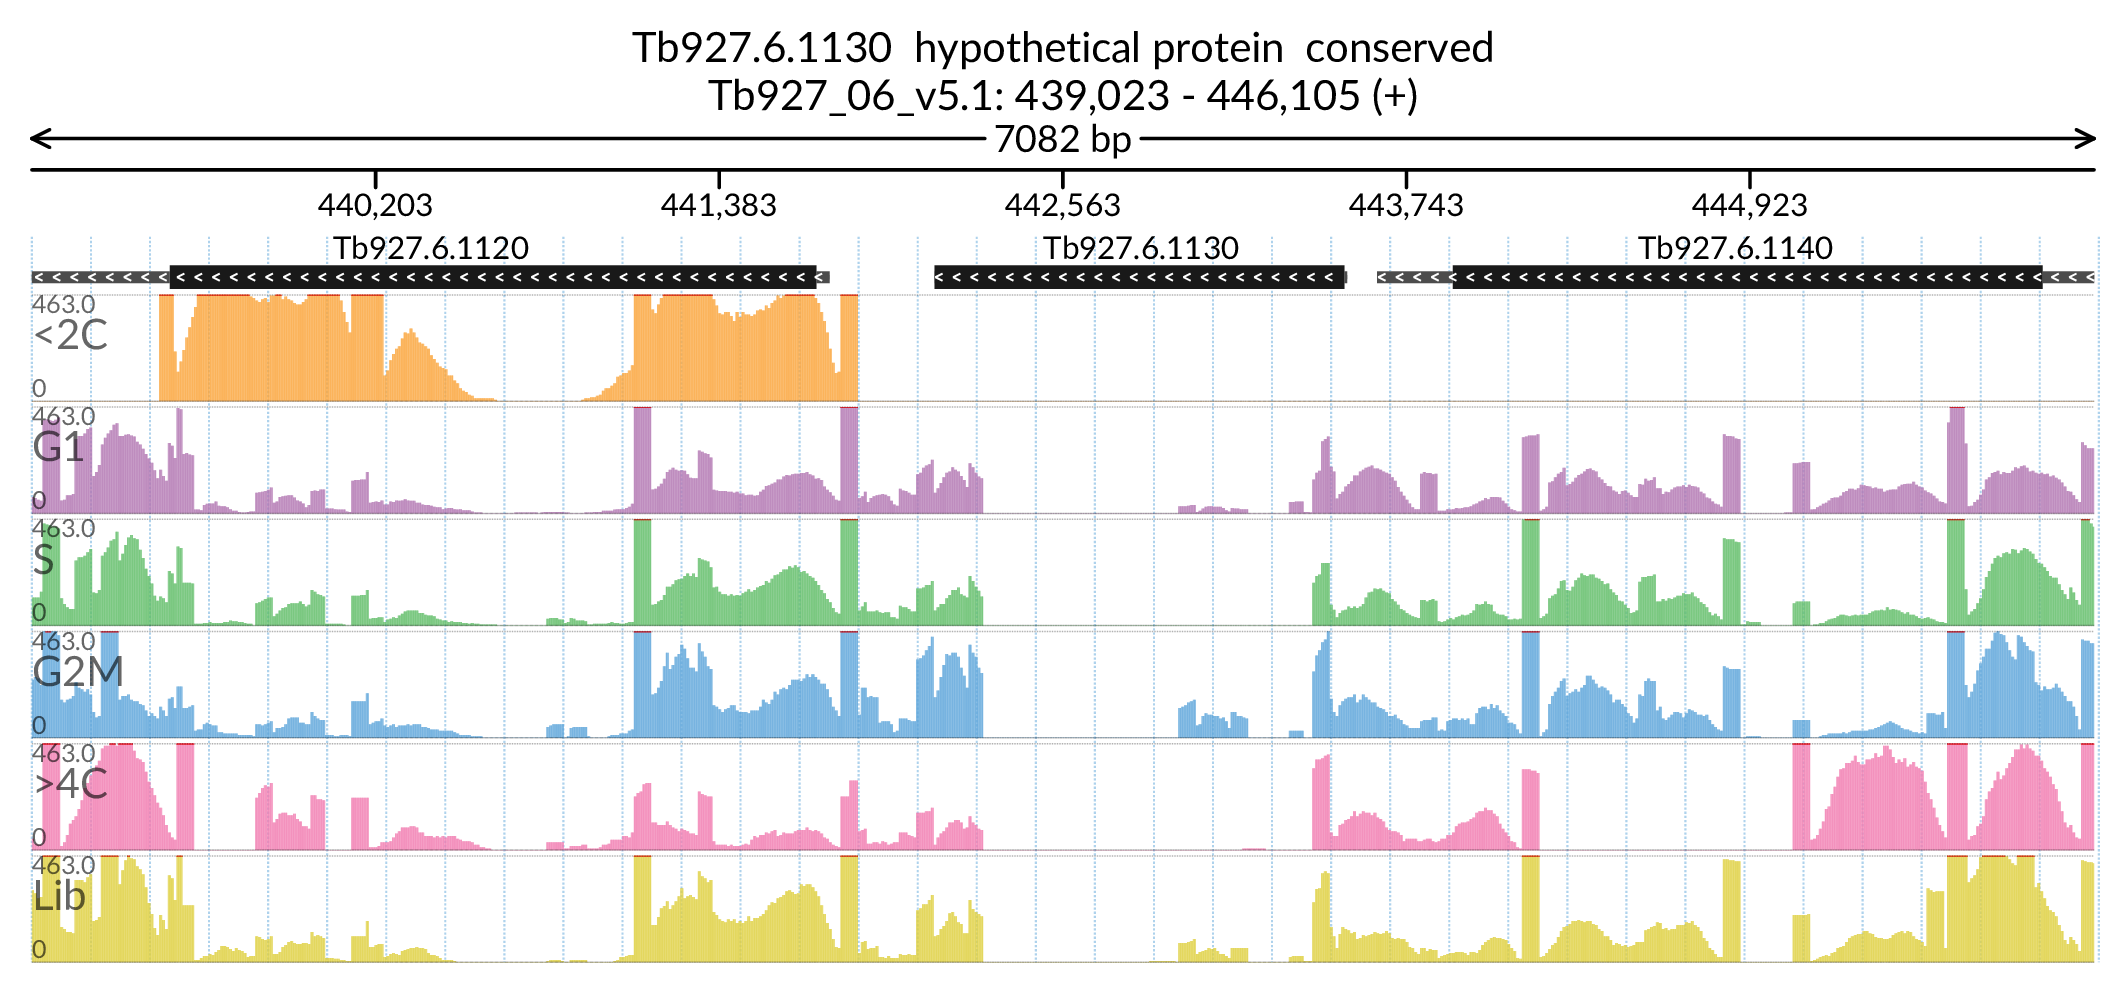 Tb927.6.1130 hypothetical protein conserved
Tb927_06_v5.1: 439,023 - 446,105 (+)
7082 bp
440,203 441,383 442,563 443,743 444,923
Tb927.6.1120 Tb927.6.1130 Tb927.6.1140
463.0
<2C
0
463.0
G1
0
463.0
S
0
463.0
G2M
0
463.0
>4C
0
463.0
Lib
0